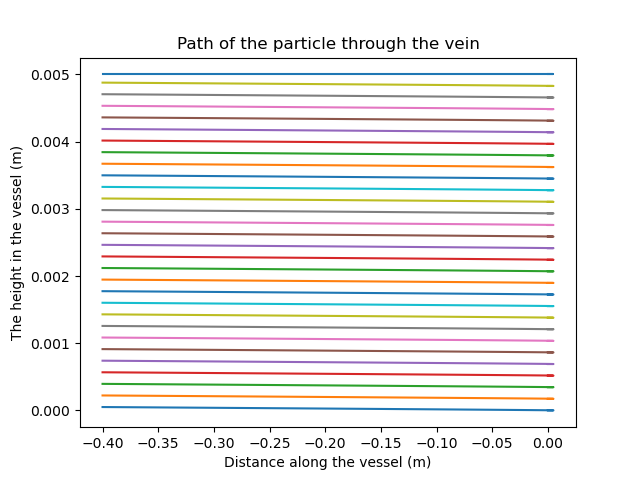 Path of the particle through the vein
0.005
0.004
0.003
0.002
0.001
0.000
The height in the vessel (m)
−0.40 −0.35 −0.30 −0.25 −0.20 −0.15 −0.10 −0.05 0.00
Distance along the vessel (m)